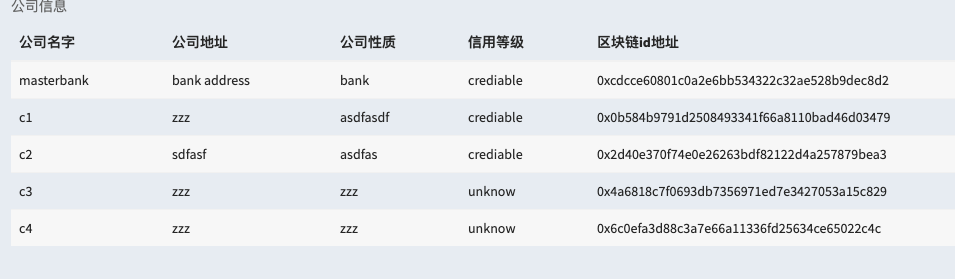 公司信息
公司名字 公司地址 公司性质 信用等级 区块链id地址
masterbank bank address bank crediable 0xcdcce60801c0a2e6bb534322c32ae528b9dec8d2
c1 zzz asdfasdf crediable 0x0b584b9791d2508493341f66a8110bad46d03479
c2 sdfasf asdfas crediable 0x2d40e370f74e0e26263bdf82122d4a257879bea3
c3 zzz zzz unknow 0x4a6818c7f0693db7356971ed7e3427053a15c829
c4 zzz zzz unknow 0x6c0efa3d88c3a7e66a11336fd25634ce65022c4c